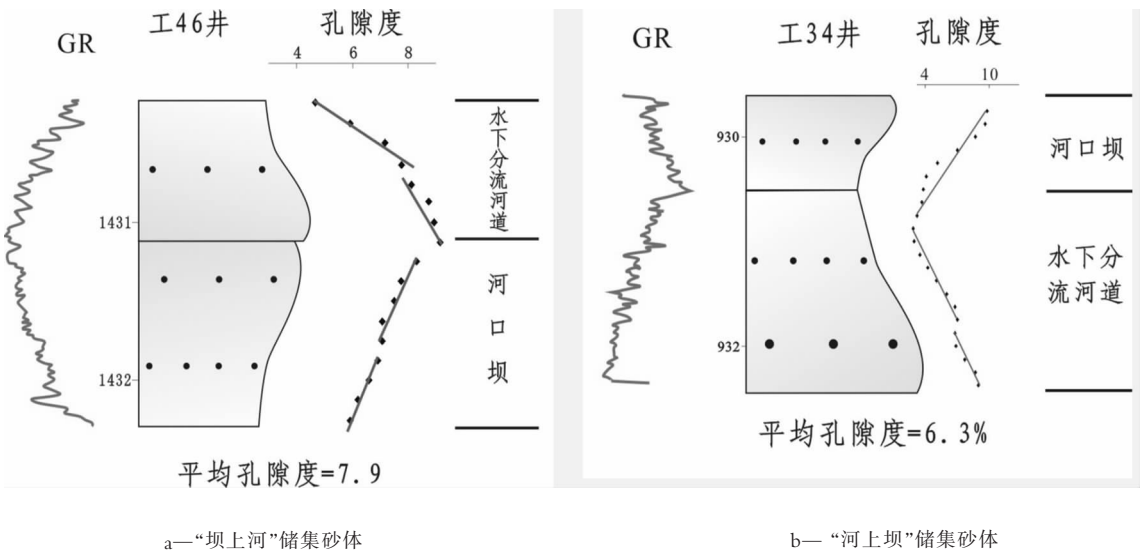 GR
工46井
孔隙度
4 6 8
1431
1432
水下分流河道
河口坝
平均孔隙度=7.9
a—“坝上河”储集砂体
GR
工34井
孔隙度
4 10
930
932
河口坝
水下分
流河道
平均孔隙度=6.3%
b— “河上坝”储集砂体